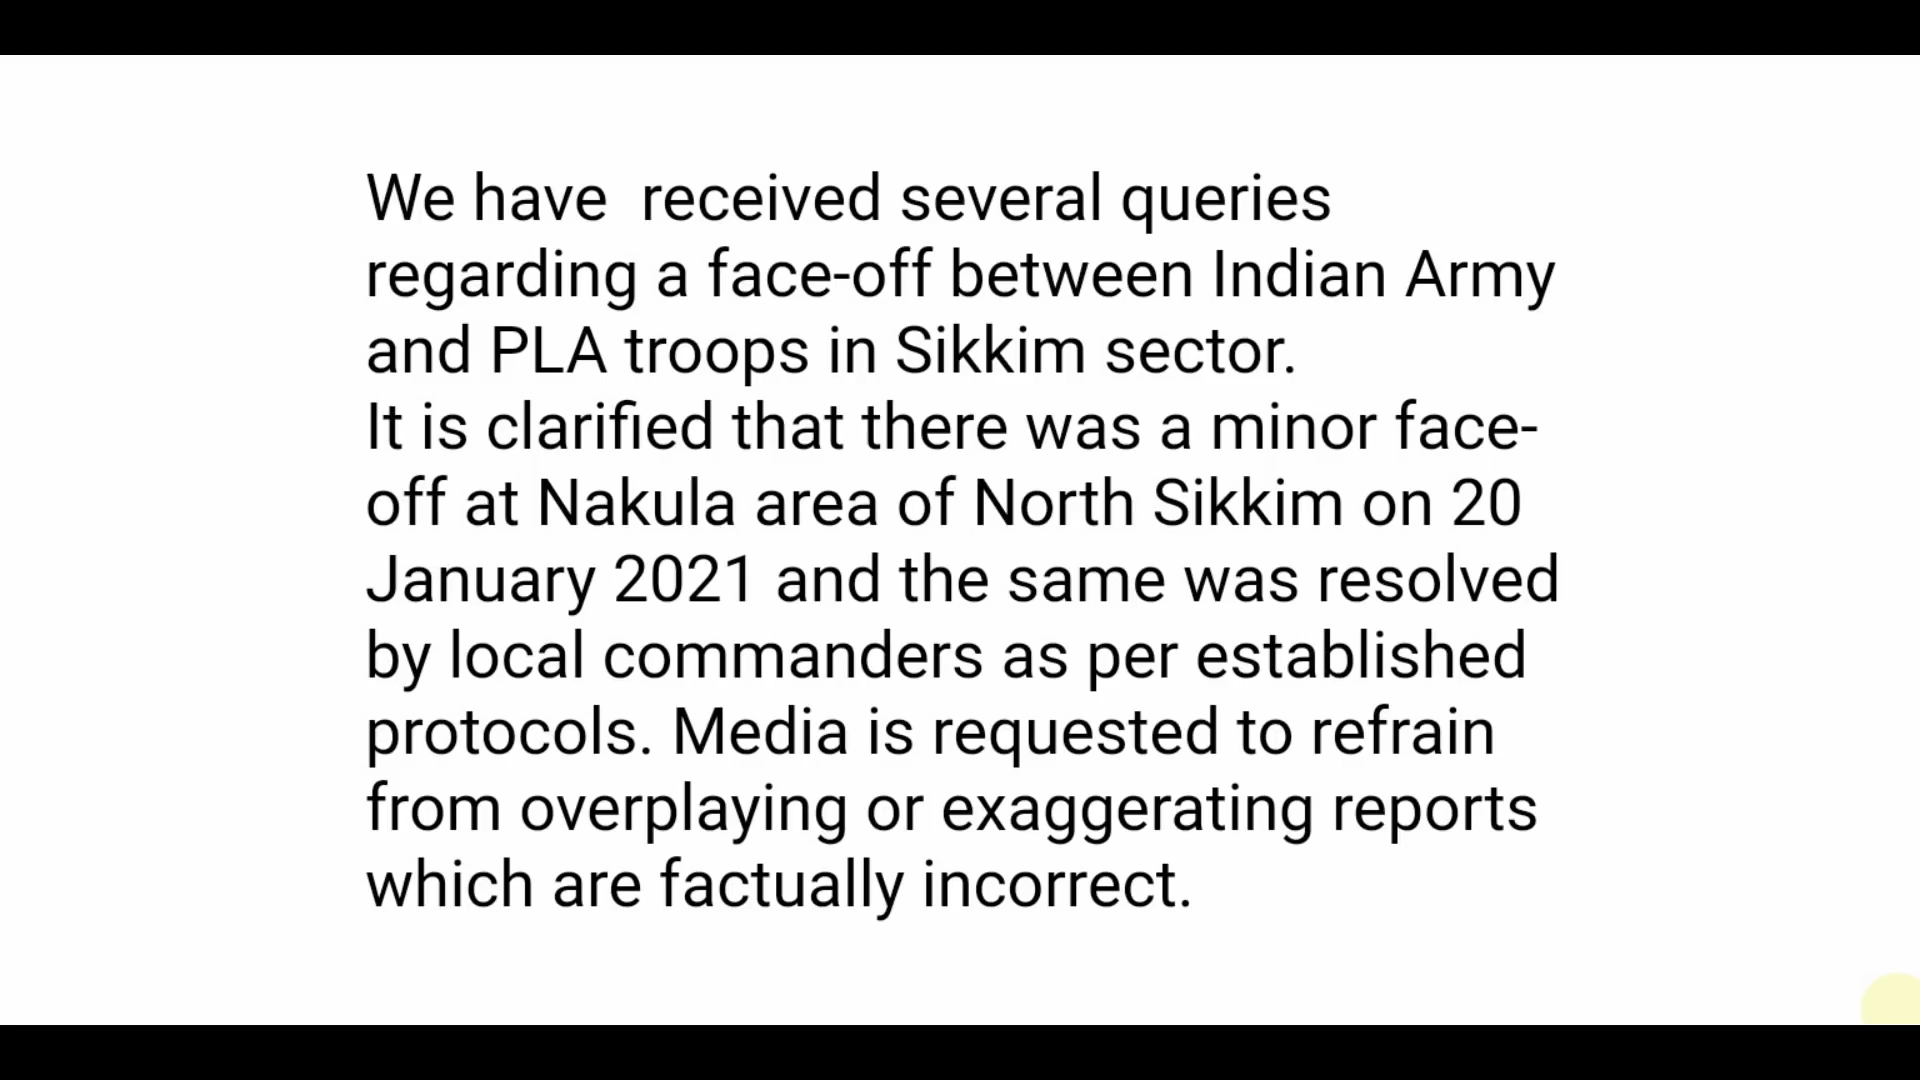 We have  received several queries
regarding a face-off between Indian Army
and PLA troops in Sikkim sector.
It is clarified that there was a minor face-
off at Nakula area of North Sikkim on 20
January 2021 and the same was resolved
by local commanders as per established
protocols. Media is requested to refrain
from overplaying or exaggerating reports
which are factually incorrect.